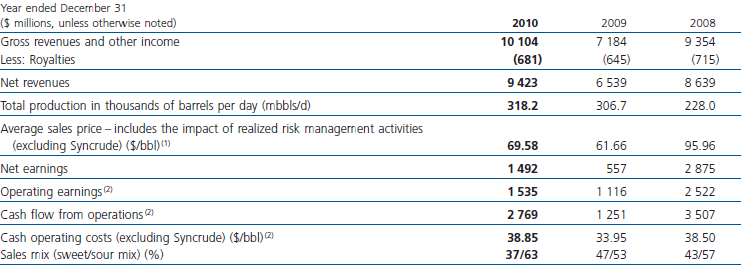 Year ended December 31
($ millions, unless otherwise noted) 2010 2009 2008
Gross revenues and other income 10 104 7 184 9 354
Less: Royalties (681) (645) (715)
Net revenues 9 423 6 539 8 639
Total production in thousands of barrels per day (mbbls/d) 318.2 306.7 228.0
Average sales price – includes the impact of realized risk management activities
(excluding Syncrude) ($/bbl)(1) 69.58 61.66 95.96
Net earnings 1 492 557 2 875
Operating earnings(2) 1 535 1 116 2 522
Cash flow from operations(2) 2 769 1 251 3 507
Cash operating costs (excluding Syncrude) ($/bbl)(2) 38.85 33.95 38.50
Sales mix (sweet/sour mix) (%) 37/63 47/53 43/57